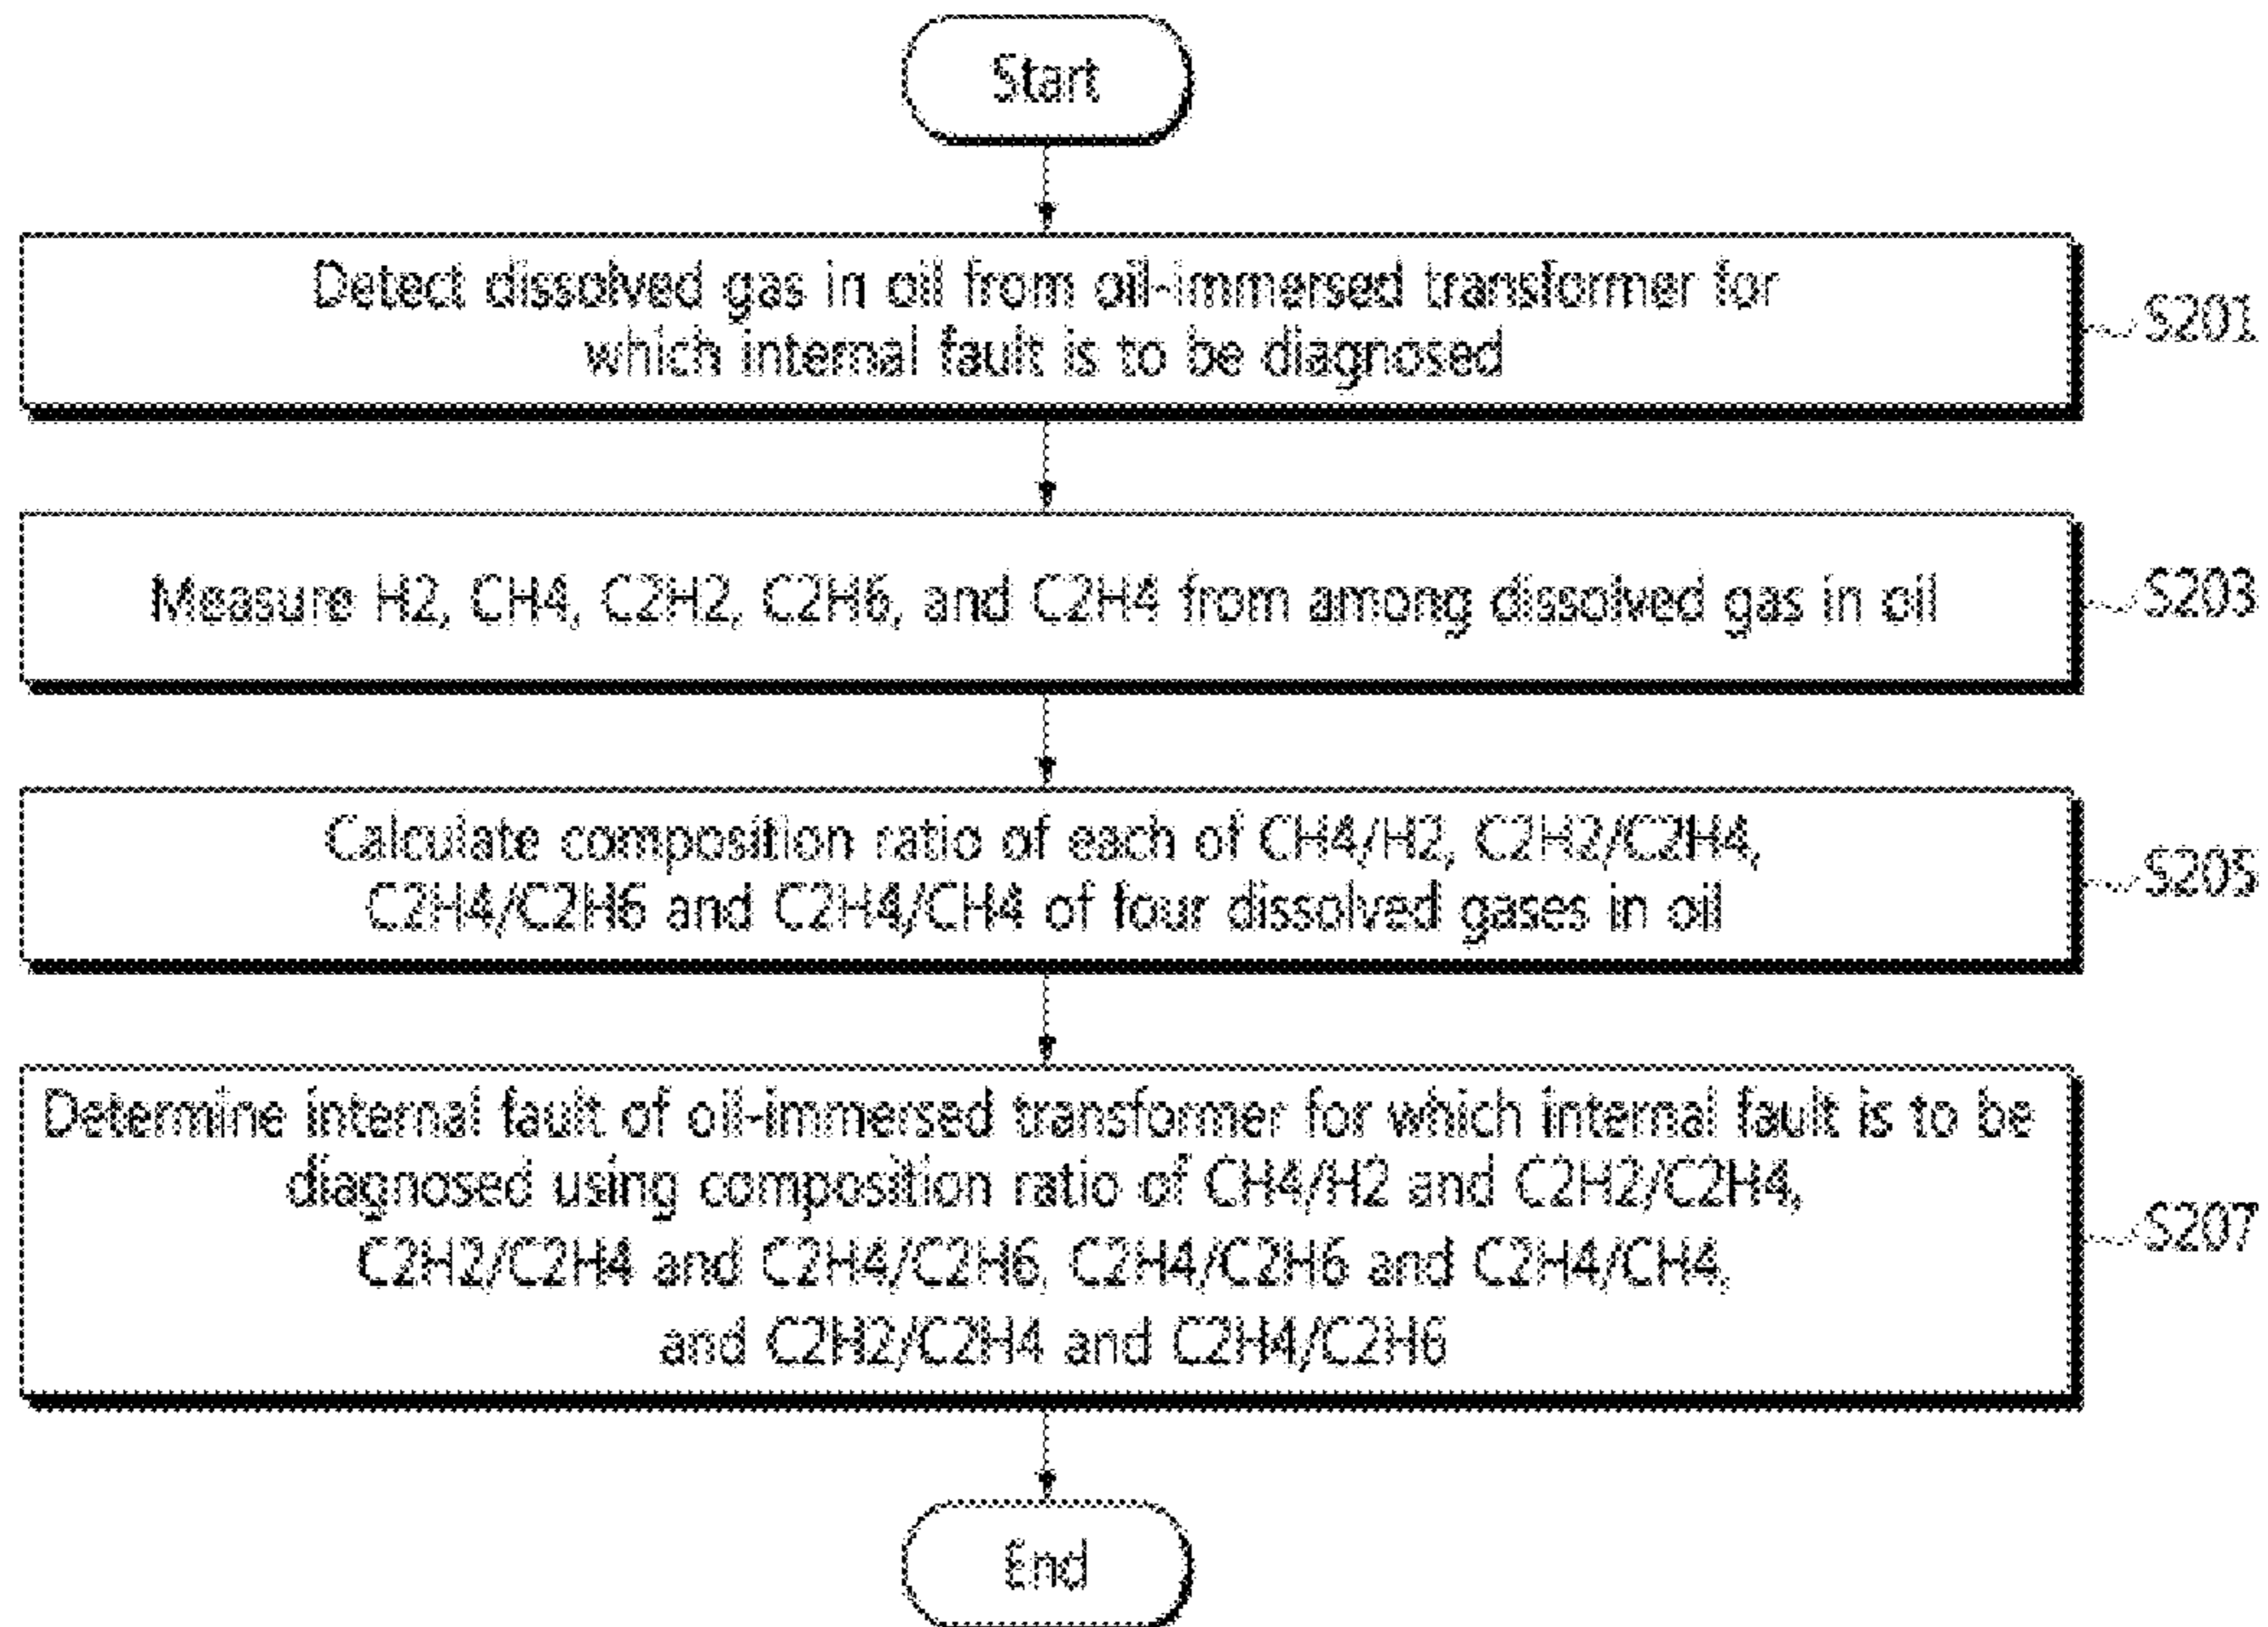 Start
Detect dissolved gas in oil from oil-immersed transformer for
which internal fault is to be diagnosed
S201
Measure H2, CH4, C2H2, C2H6, and C2H4 from among dissolved gas in oil
S203
Calculate composition ratio of each of CH4/H2, C2H2/C2H4,
C2H4/C2H6 and C2H4/CH4 of four dissolved gases in oil
S205
Determine internal fault of oil-immersed transformer for which internal fault is to be
diagnosed using composition ratio of CH4/H2 and C2H2/C2H4,
C2H2/C2H4 and C2H4/C2H6, C2H4/C2H6 and C2H4/CH4,
and C2H2/C2H4 and C2H4/C2H6
S207
End